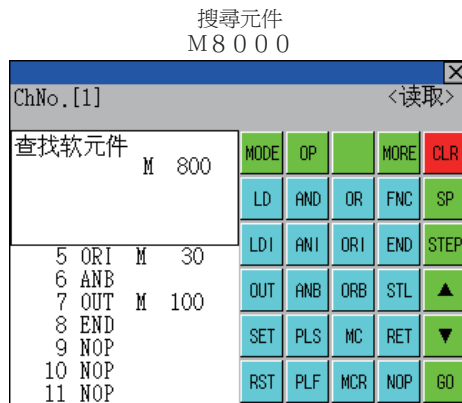 搜尋元件
M8000
×
ChNo.[1] <读取>
查找软元件
M 800
5 ORI M 30
6 ANB
7 OUT M 100
8 END
9 NOP
10 NOP
11 NOP
MODE OP MORE CLR
LD AND OR FNC SP
LDI ANI ORI END STEP
OUT ANB ORB STL ▲
SET PLS MC RET ▼
RST PLF MCR NOP GO